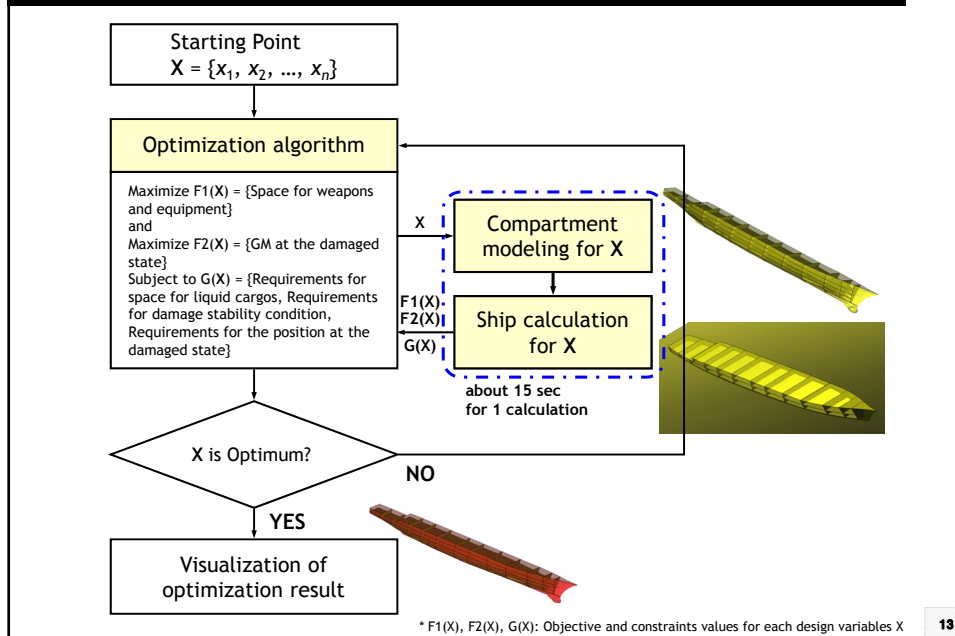 Starting Point
X = {x1, x2, ..., xn}
Optimization algorithm
Maximize F1(X) = {Space for weapons
and equipment}
and
Maximize F2(X) = {GM at the damaged
state}
Subject to G(X) = {Requirements for
space for liquid cargos, Requirements
for damage stability condition,
Requirements for the position at the
damaged state}
X
Compartment
modeling for X
F1(X)
F2(X)
G(X)
Ship calculation
for X
about 15 sec
for 1 calculation
X is Optimum?
NO
YES
Visualization of
optimization result
* F1(X), F2(X), G(X): Objective and constraints values for each design variables X
13